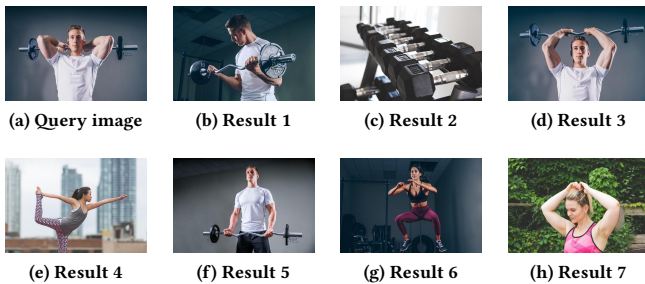 (a) Query image
(b) Result 1
(c) Result 2
(d) Result 3
(e) Result 4
(f) Result 5
(g) Result 6
(h) Result 7